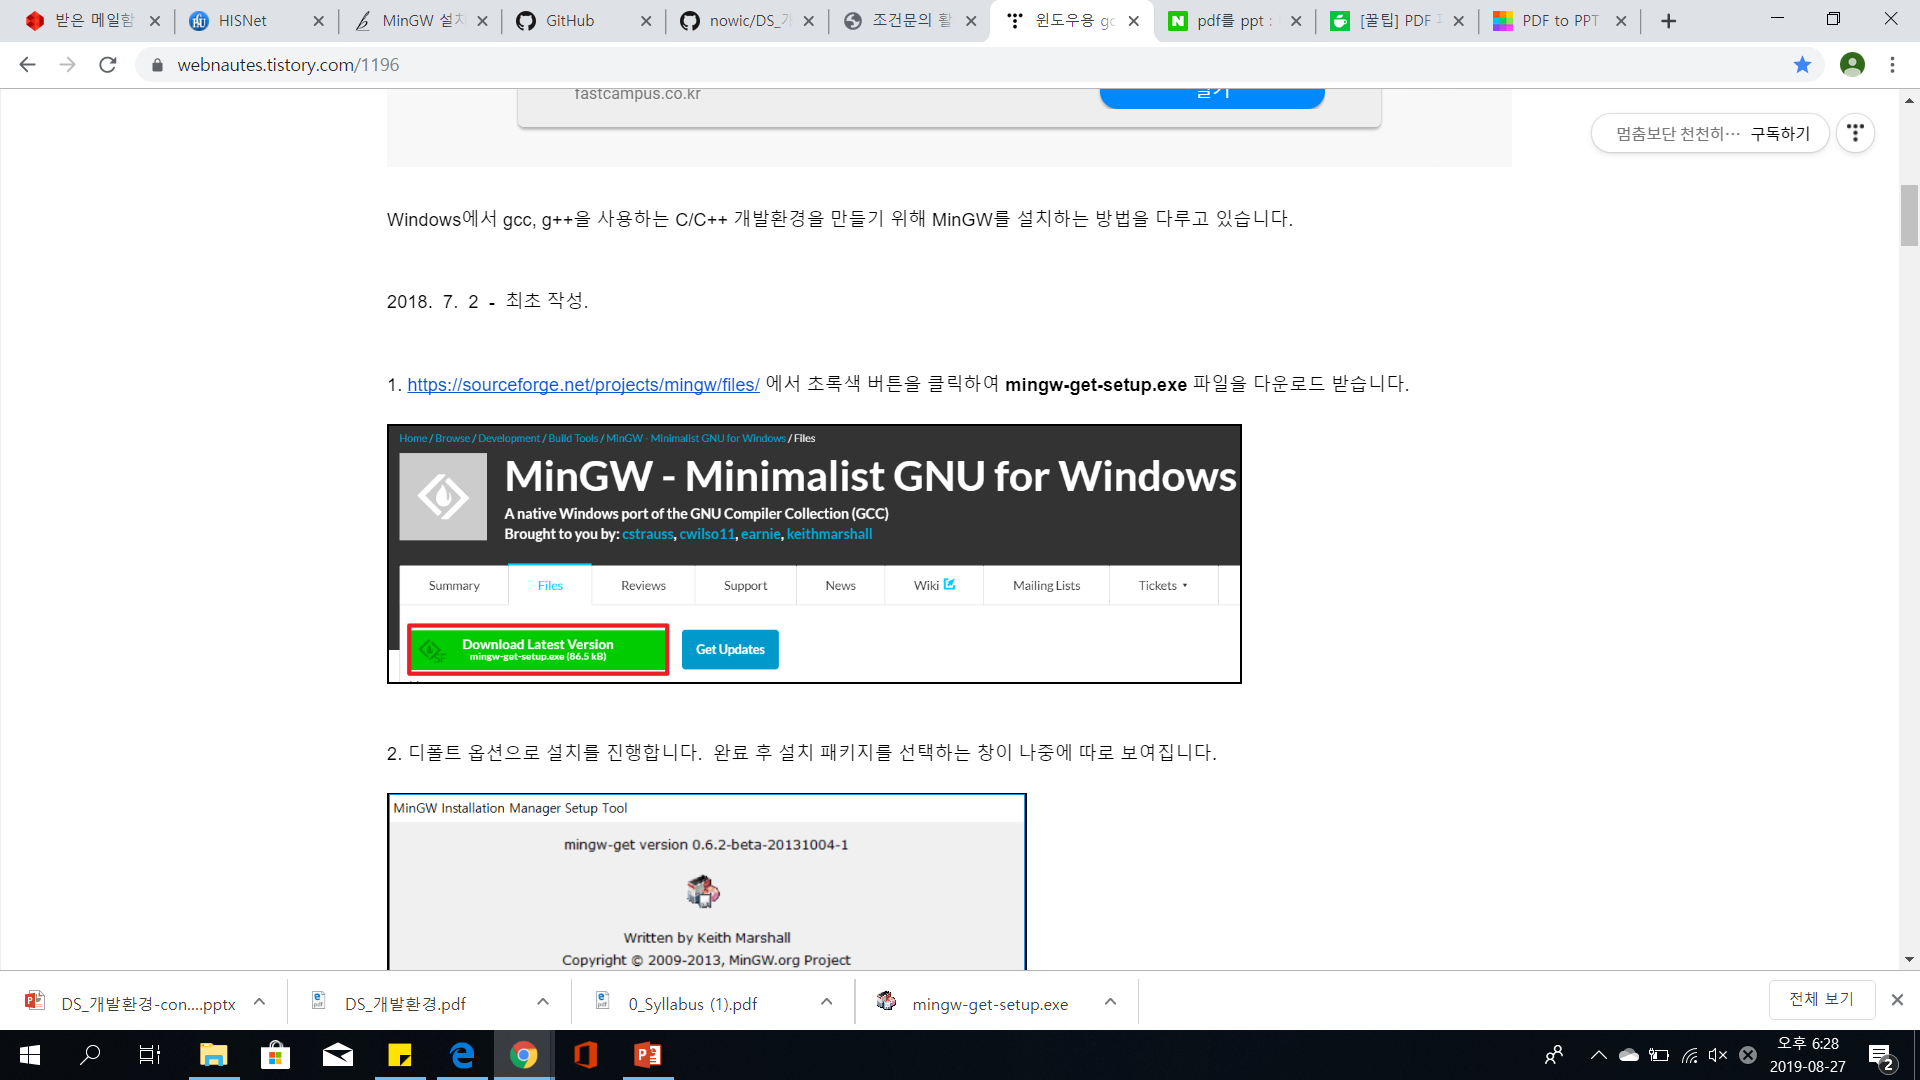 받은 메일함
HISNet
MinGW 설치
GitHub
nowic/DS_개
조건문의 활
윈도우용 gc
pdf를 ppt :
[꿀팁] PDF
PDF to PPT
webnautes.tistory.com/1196
fastcampus.co.kr
열기
멈춤보단 천천히··· 구독하기
Windows에서 gcc, g++을 사용하는 C/C++ 개발환경을 만들기 위해 MinGW를 설치하는 방법을 다루고 있습니다.
2018. 7. 2 - 최초 작성.
1. https://sourceforge.net/projects/mingw/files/ 에서 초록색 버튼을 클릭하여 mingw-get-setup.exe 파일을 다운로드 받습니다.
Home / Browse / Development / Build Tools / MinGW - Minimalist GNU for Windows / Files
MinGW - Minimalist GNU for Windows
A native Windows port of the GNU Compiler Collection (GCC)
Brought to you by: cstrauss, cwilso11, earnie, keithmarshall
Summary Files Reviews Support News Wiki Mailing Lists Tickets
Download Latest Version
mingw-get-setup.exe (86.5 kB)
Get Updates
2. 디폴트 옵션으로 설치를 진행합니다. 완료 후 설치 패키지를 선택하는 창이 나중에 따로 보여집니다.
MinGW Installation Manager Setup Tool
mingw-get version 0.6.2-beta-20131004-1
Written by Keith Marshall
Copyright © 2009-2013, MinGW.org Project
DS_개발환경-con....pptx
DS_개발환경.pdf
0_Syllabus (1).pdf
mingw-get-setup.exe
전체 보기
오후 6:28
2019-08-27
2